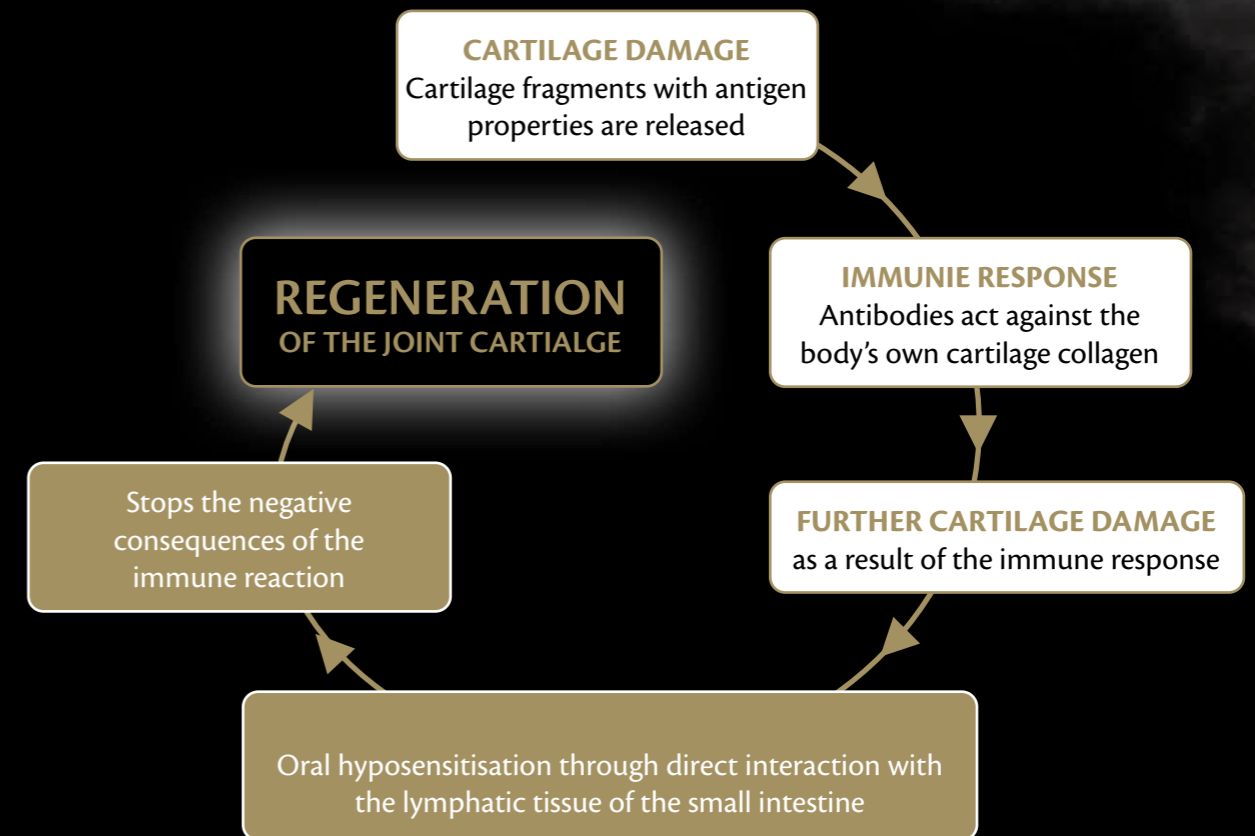 CARTILAGE DAMAGE
Cartilage fragments with antigen
properties are released
IMMUNIE RESPONSE
Antibodies act against the
body's own cartilage collagen
FURTHER CARTILAGE DAMAGE
as a result of the immune response
Oral hyposensitisation through direct interaction with
the lymphatic tissue of the small intestine
Stops the negative
consequences of the
immune reaction
REGENERATION
OF THE JOINT CARTIALGE